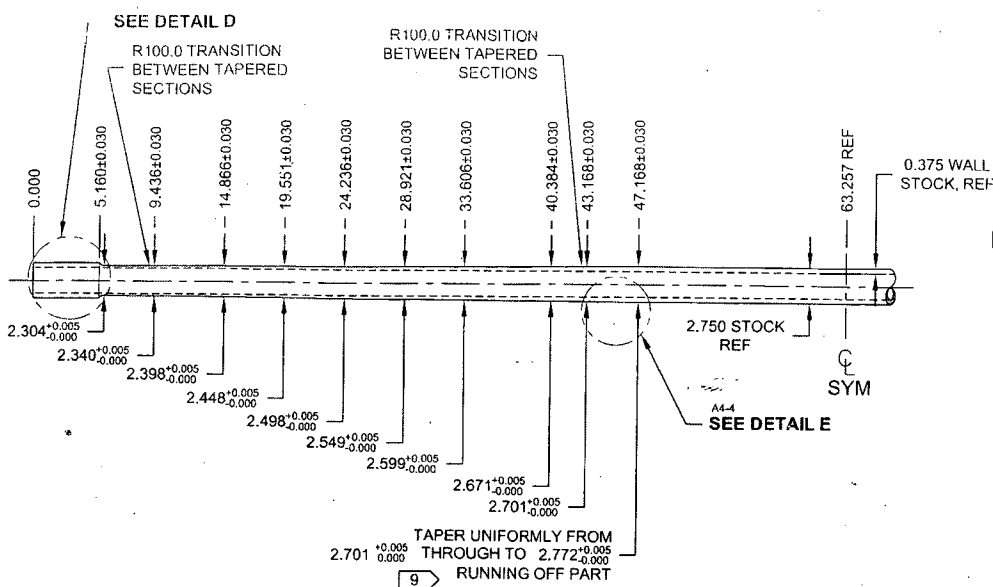 SEE DETAIL D
R100.0 TRANSITION
BETWEEN TAPERED
SECTIONS
R100.0 TRANSITION
BETWEEN TAPERED
SECTIONS
0.000
5.160±0.030
9.436±0.030
14.866±0.030
19.551±0.030
24.236±0.030
28.921±0.030
33.606±0.030
40.384±0.030
43.168±0.030
47.168±0.030
63.257 REF
0.375 WALL
STOCK, REF
2.304 +0.005 -0.000
2.340 +0.005 -0.000
2.398 +0.005 -0.000
2.448 +0.005 -0.000
2.498 +0.005 -0.000
2.549 +0.005 -0.000
2.599 +0.005 -0.000
2.671 +0.005 -0.000
2.701 +0.005 -0.000
2.750 STOCK
REF
℄
SYM
A4-4
SEE DETAIL E
TAPER UNIFORMLY FROM
2.701 +0.005 0.000 THROUGH TO 2.772 +0.005 -0.000
RUNNING OFF PART
9